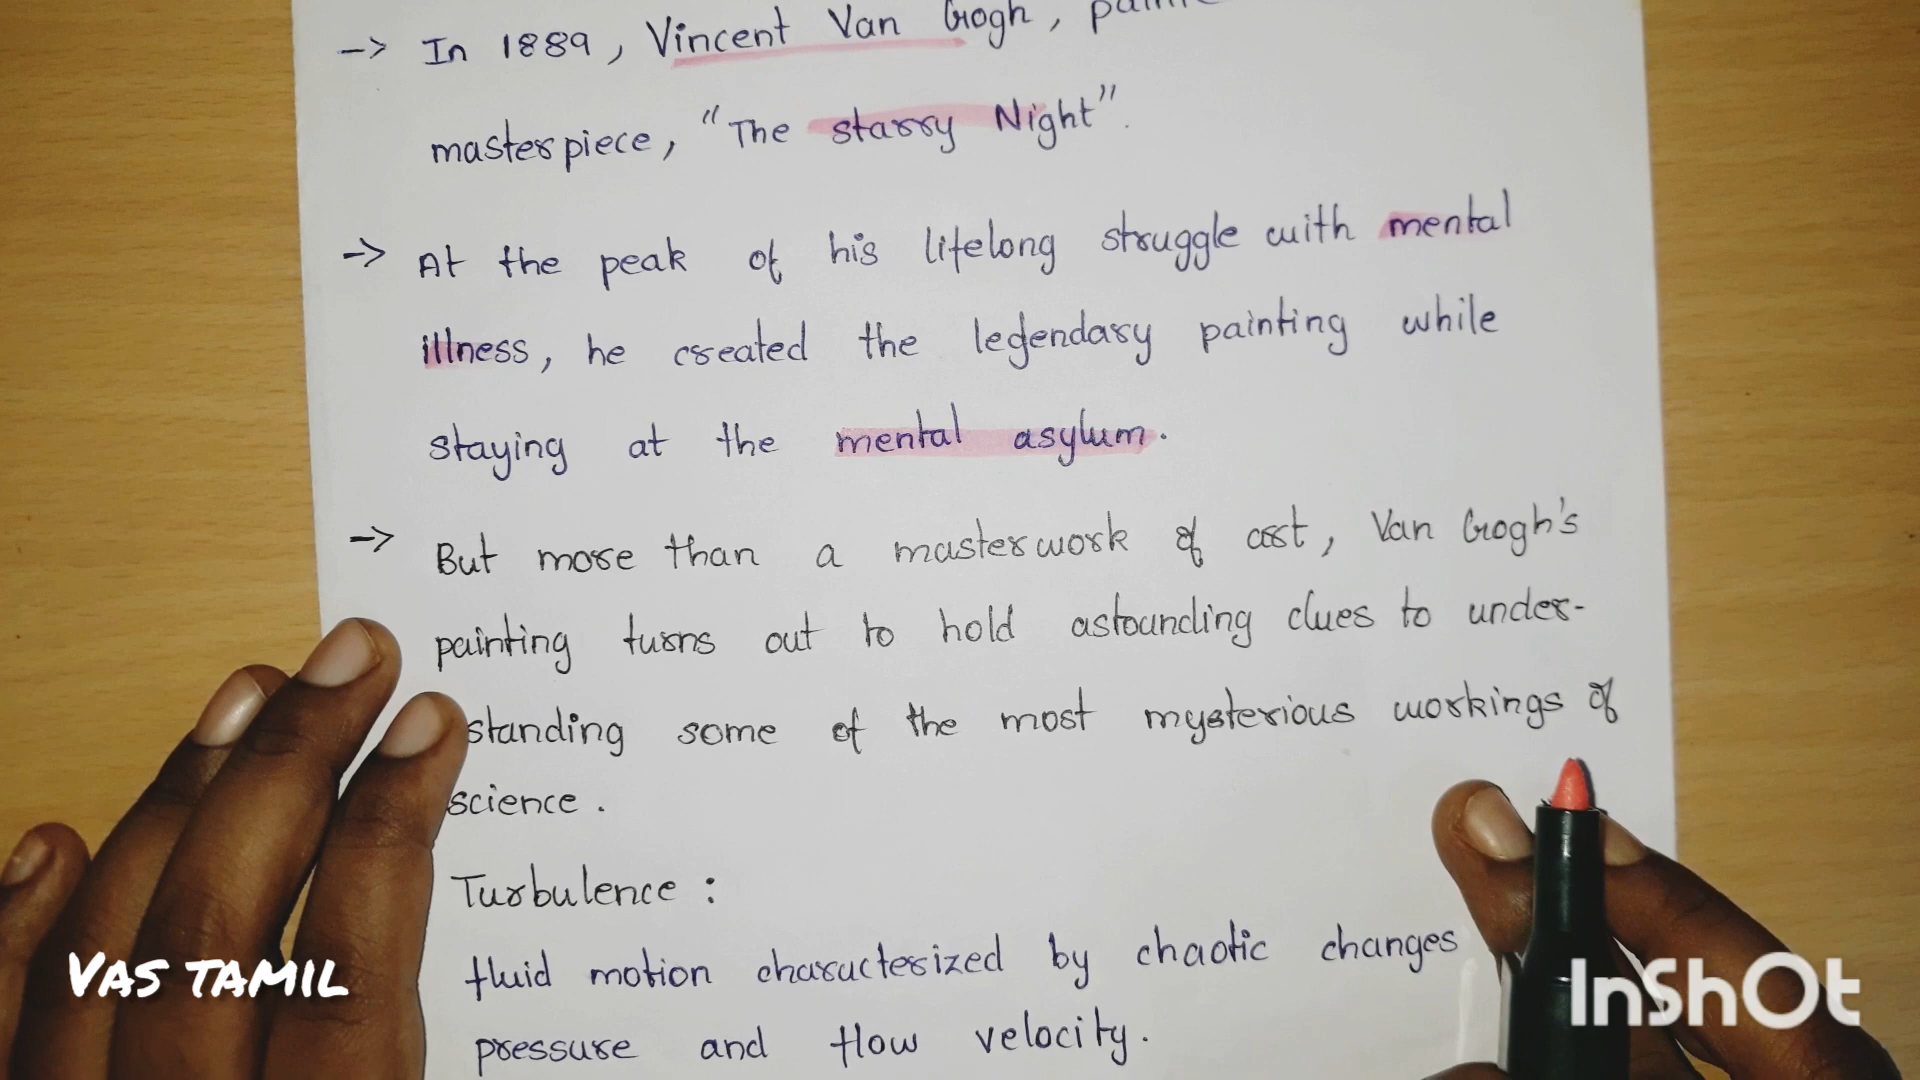 -> In 1889, Vincent Van Gogh,
masterpiece, "The starry Night".
-> At the peak of his lifelong struggle with mental
illness, he created the legendary painting while
staying at the mental asylum.
-> But more than a masterwork of art, Van Gogh's
painting turns out to hold astounding clues to under-
standing some of the most mysterious workings of
science.
Turbulence :
fluid motion characterized by chaotic changes
pressure and flow velocity.
VAS TAMIL
InShOt